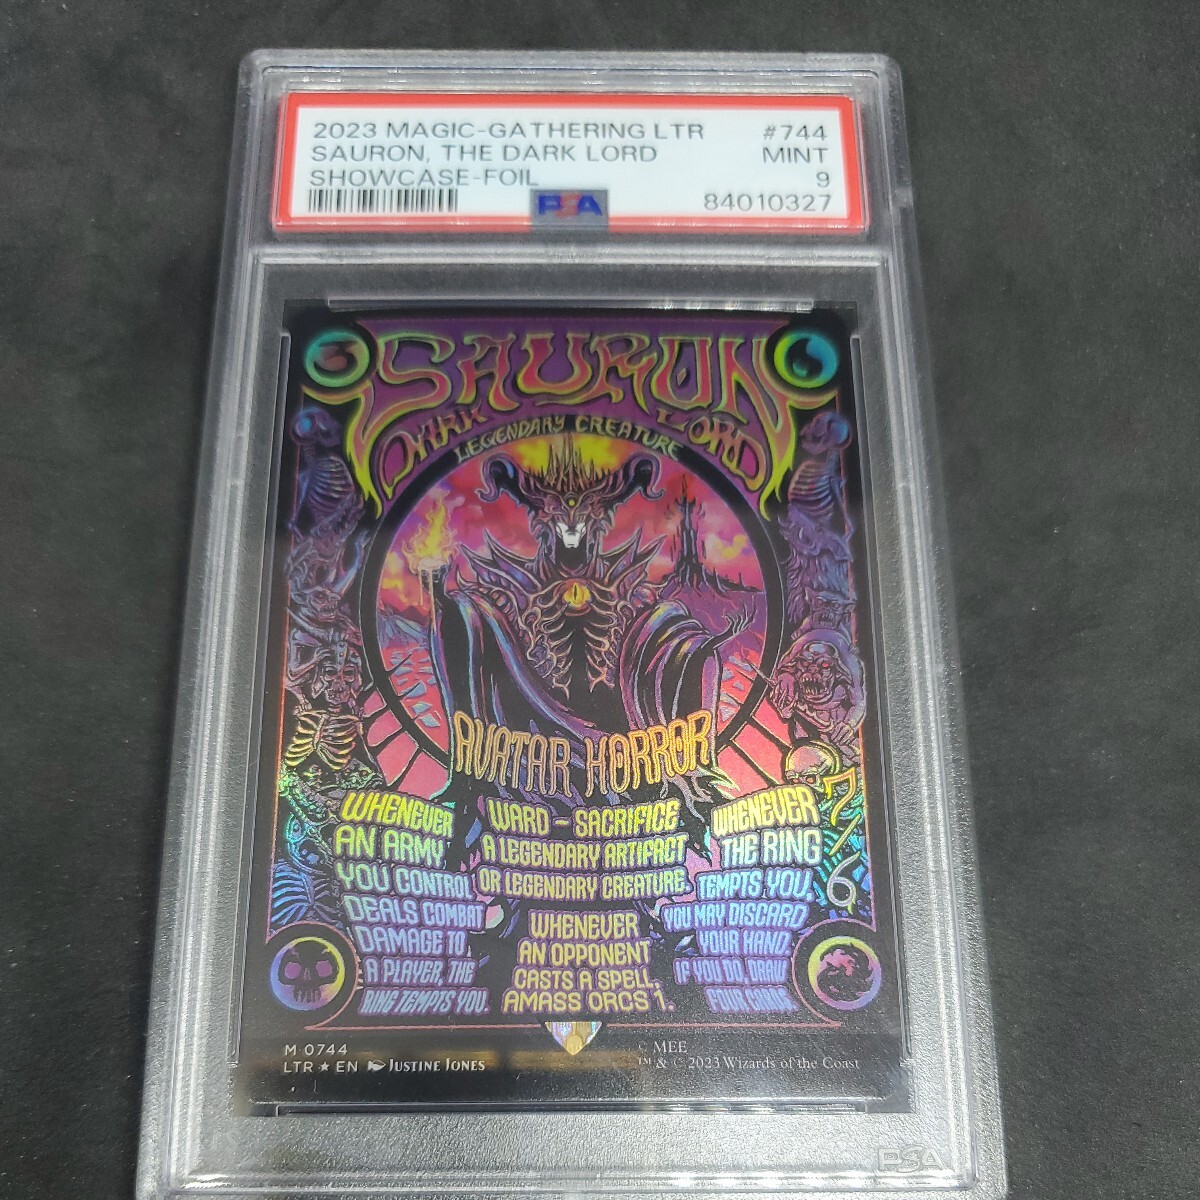 2023 MAGIC-GATHERING LTR #744
SAURON, THE DARK LORD MINT
SHOWCASE-FOIL 9
PSA 84010327
3
SAURON
DARK LORD
LEGENDARY CREATURE
AVATAR HORROR
WHENEVER
AN ARMY
YOU CONTROL
DEALS COMBAT
DAMAGE TO
A PLAYER, THE
RING TEMPTS YOU.
WARD – SACRIFICE
A LEGENDARY ARTIFACT
OR LEGENDARY CREATURE.
WHENEVER
AN OPPONENT
CASTS A SPELL,
AMASS ORCS 1.
WHENEVER
THE RING
TEMPTS YOU,
YOU MAY DISCARD
YOUR HAND.
IF YOU DO, DRAW
FOUR CARDS.
7/6
M 0744
LTR ★ EN JUSTINE JONES
© MEE
™ & © 2023 Wizards of the Coast
PSA